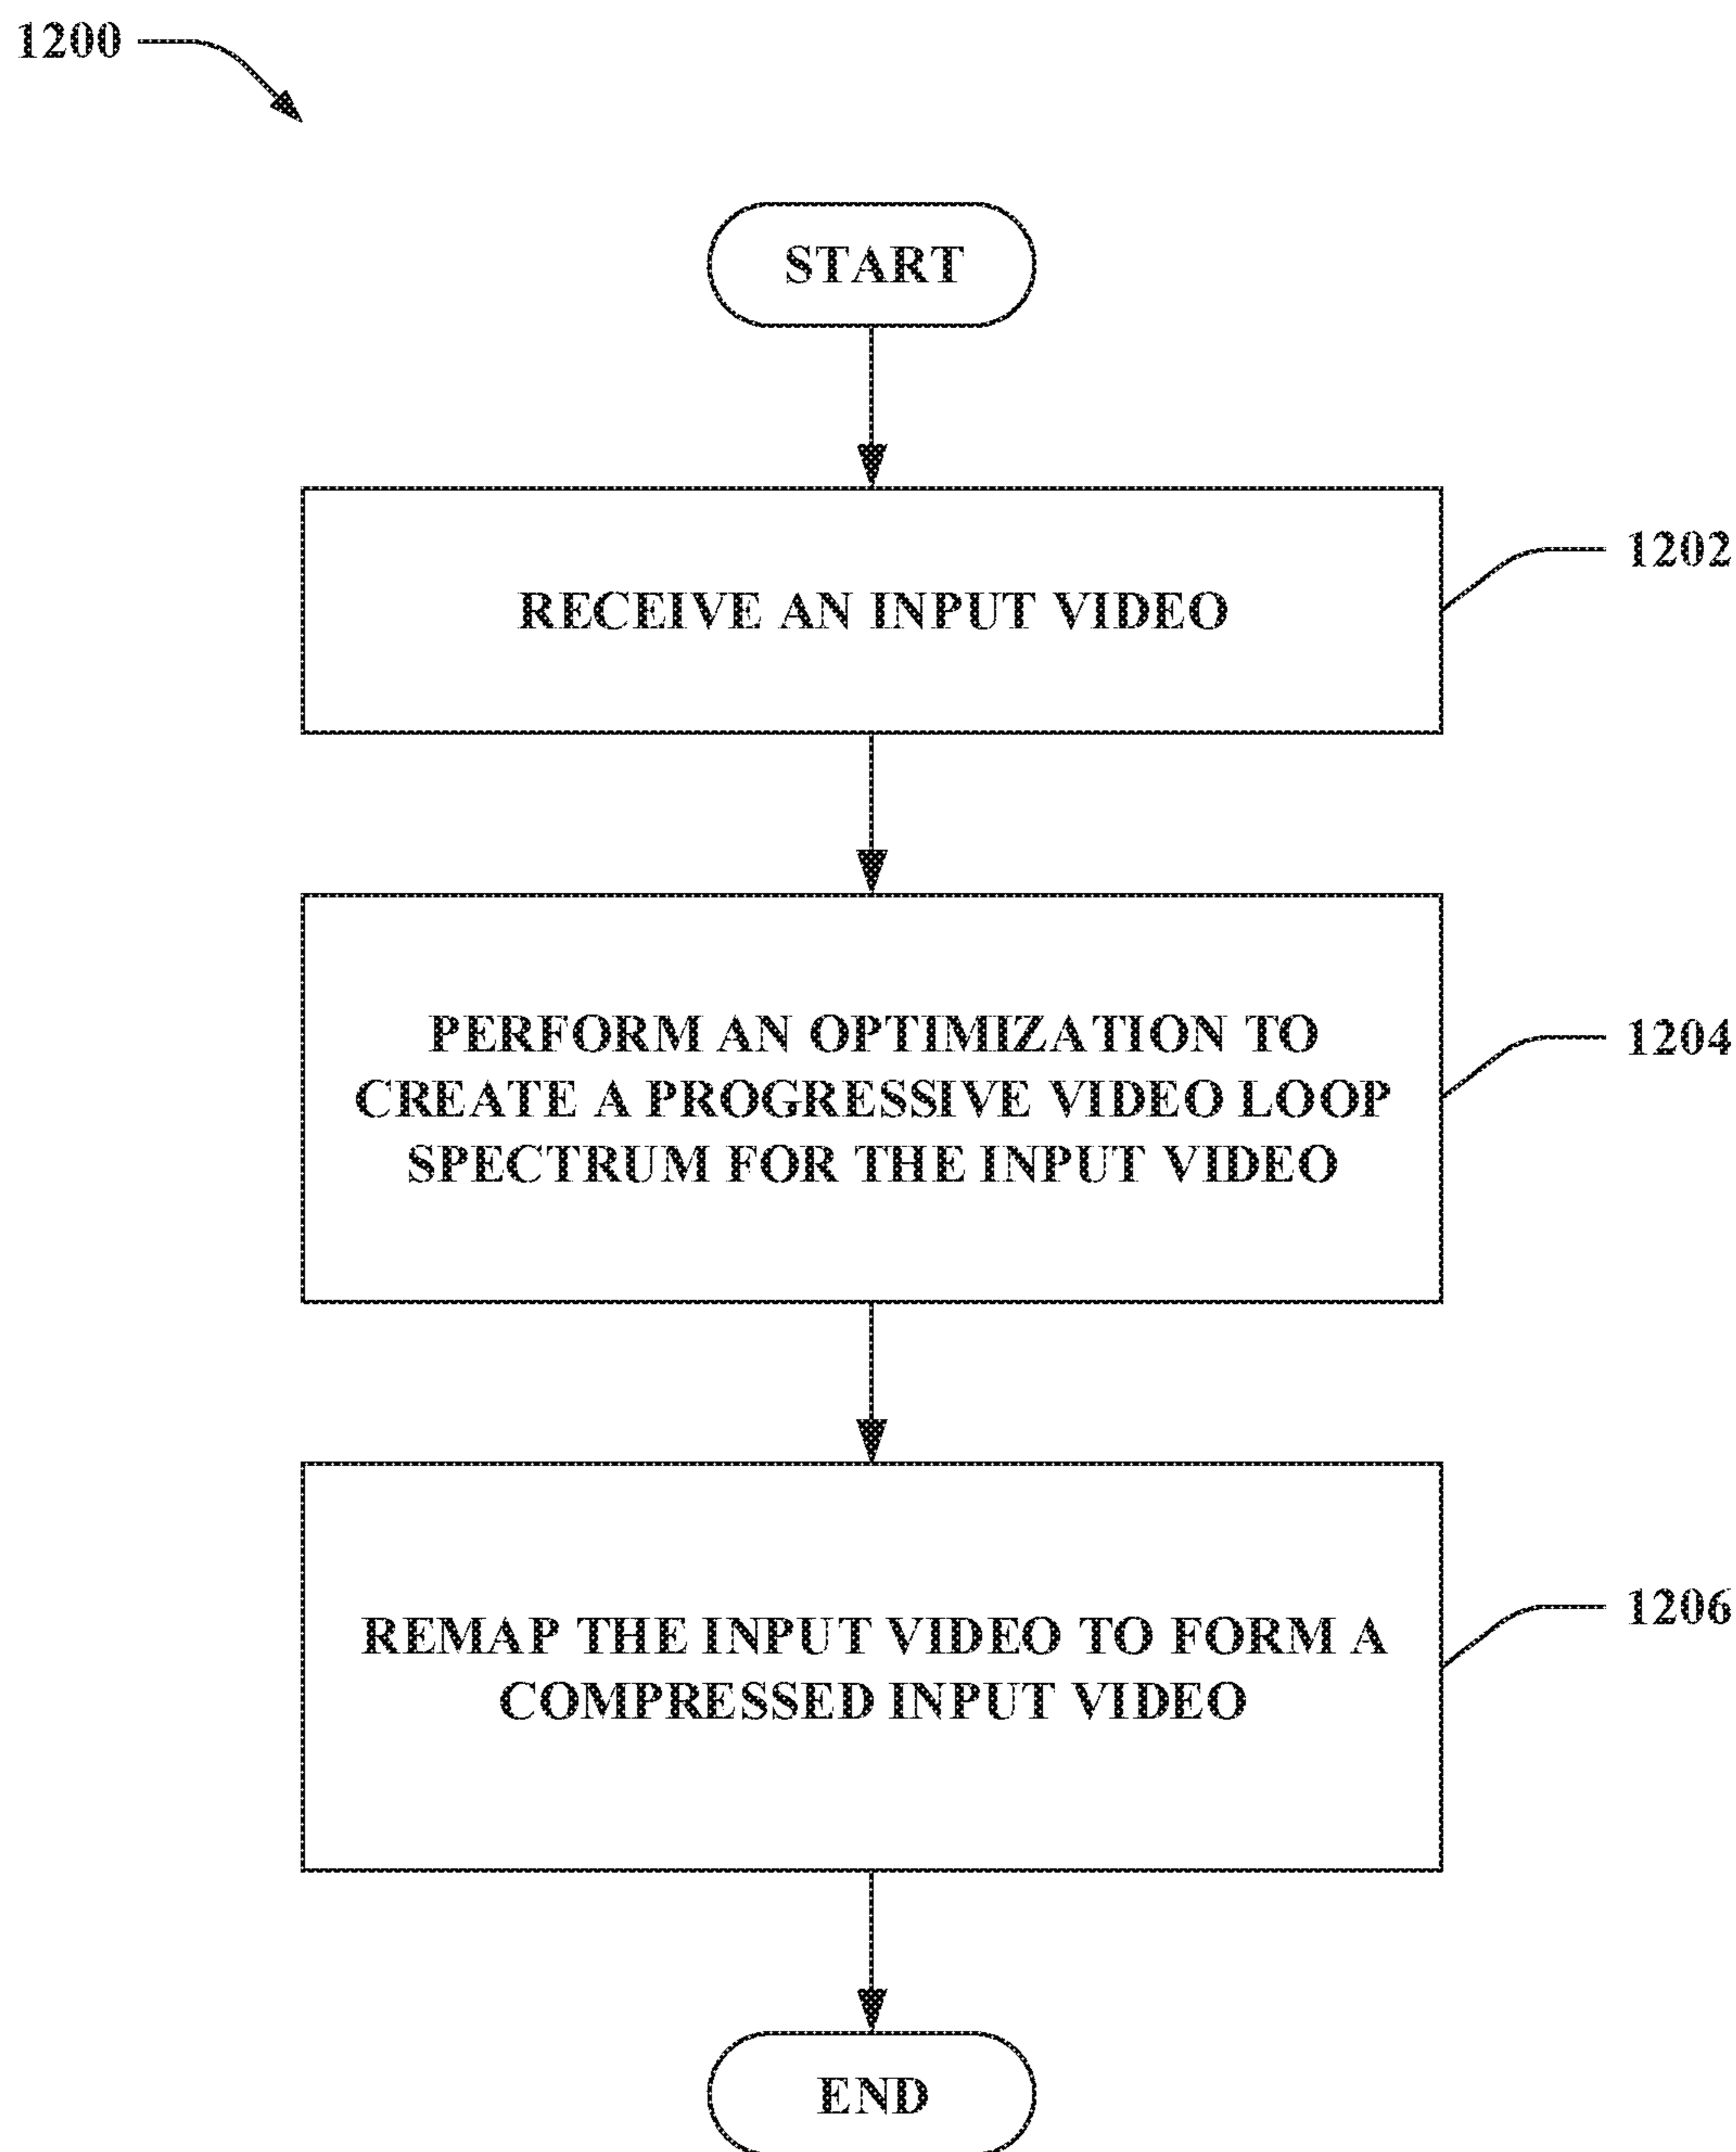 1200
START
RECEIVE AN INPUT VIDEO
1202
PERFORM AN OPTIMIZATION TO
CREATE A PROGRESSIVE VIDEO LOOP
SPECTRUM FOR THE INPUT VIDEO
1204
REMAP THE INPUT VIDEO TO FORM A
COMPRESSED INPUT VIDEO
1206
END